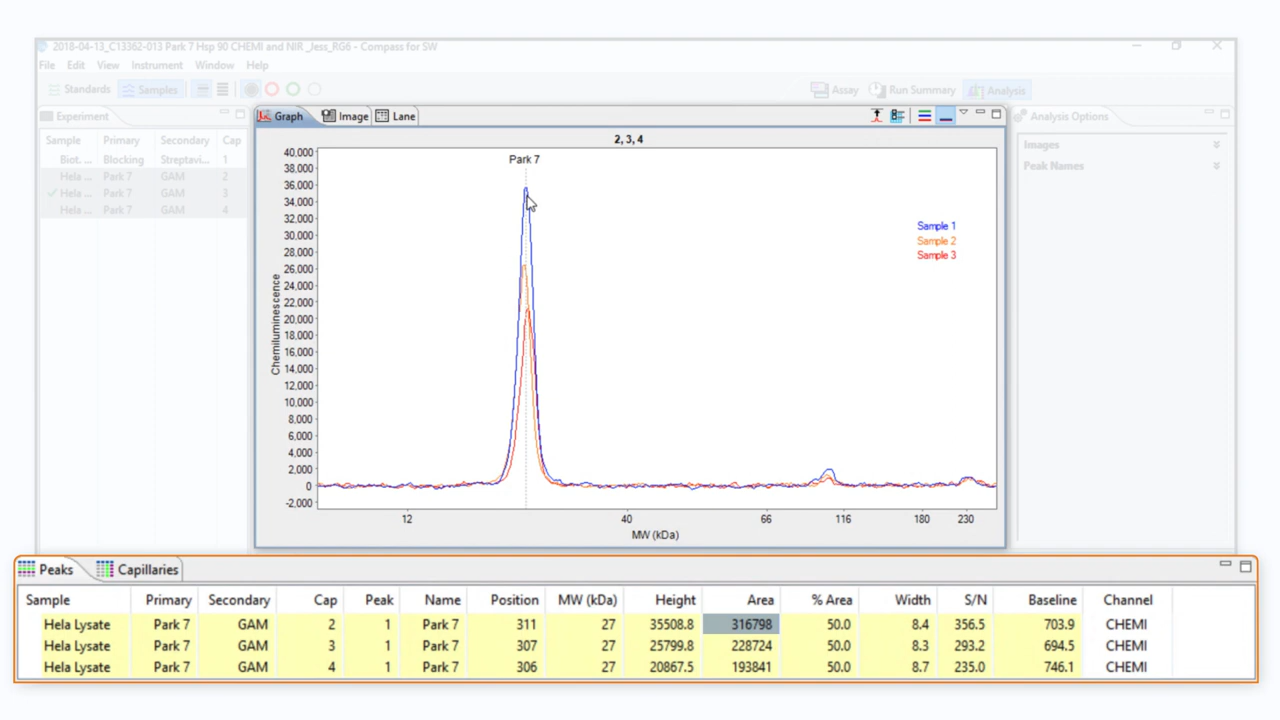 2018-04-13_C13362-013 Park 7 Hsp 90 CHEMI and NIR _Jess_RG6 - Compass for SW
File Edit View Instrument Window Help
Standards Samples Assay Run Summary Analysis
Experiment
Sample Primary Secondary Cap
Biot. ... Blocking Streptavi... 1
Hela ... Park 7 GAM 2
Hela ... Park 7 GAM 3
Hela ... Park 7 GAM 4
Graph Image Lane
2, 3, 4
Park 7
40,000
38,000
36,000
34,000
32,000
30,000
28,000
26,000
24,000
22,000
20,000
18,000
16,000
14,000
12,000
10,000
8,000
6,000
4,000
2,000
0
-2,000
Chemiluminescence
Sample 1
Sample 2
Sample 3
12 40 66 116 180 230
MW (kDa)
Analysis Options
Images
Peak Names
Peaks Capillaries
Sample Primary Secondary Cap Peak Name Position MW (kDa) Height Area % Area Width S/N Baseline Channel
Hela Lysate Park 7 GAM 2 1 Park 7 311 27 35508.8 316798 50.0 8.4 356.5 703.9 CHEMI
Hela Lysate Park 7 GAM 3 1 Park 7 307 27 25799.8 228724 50.0 8.3 293.2 694.5 CHEMI
Hela Lysate Park 7 GAM 4 1 Park 7 306 27 20867.5 193841 50.0 8.7 235.0 746.1 CHEMI